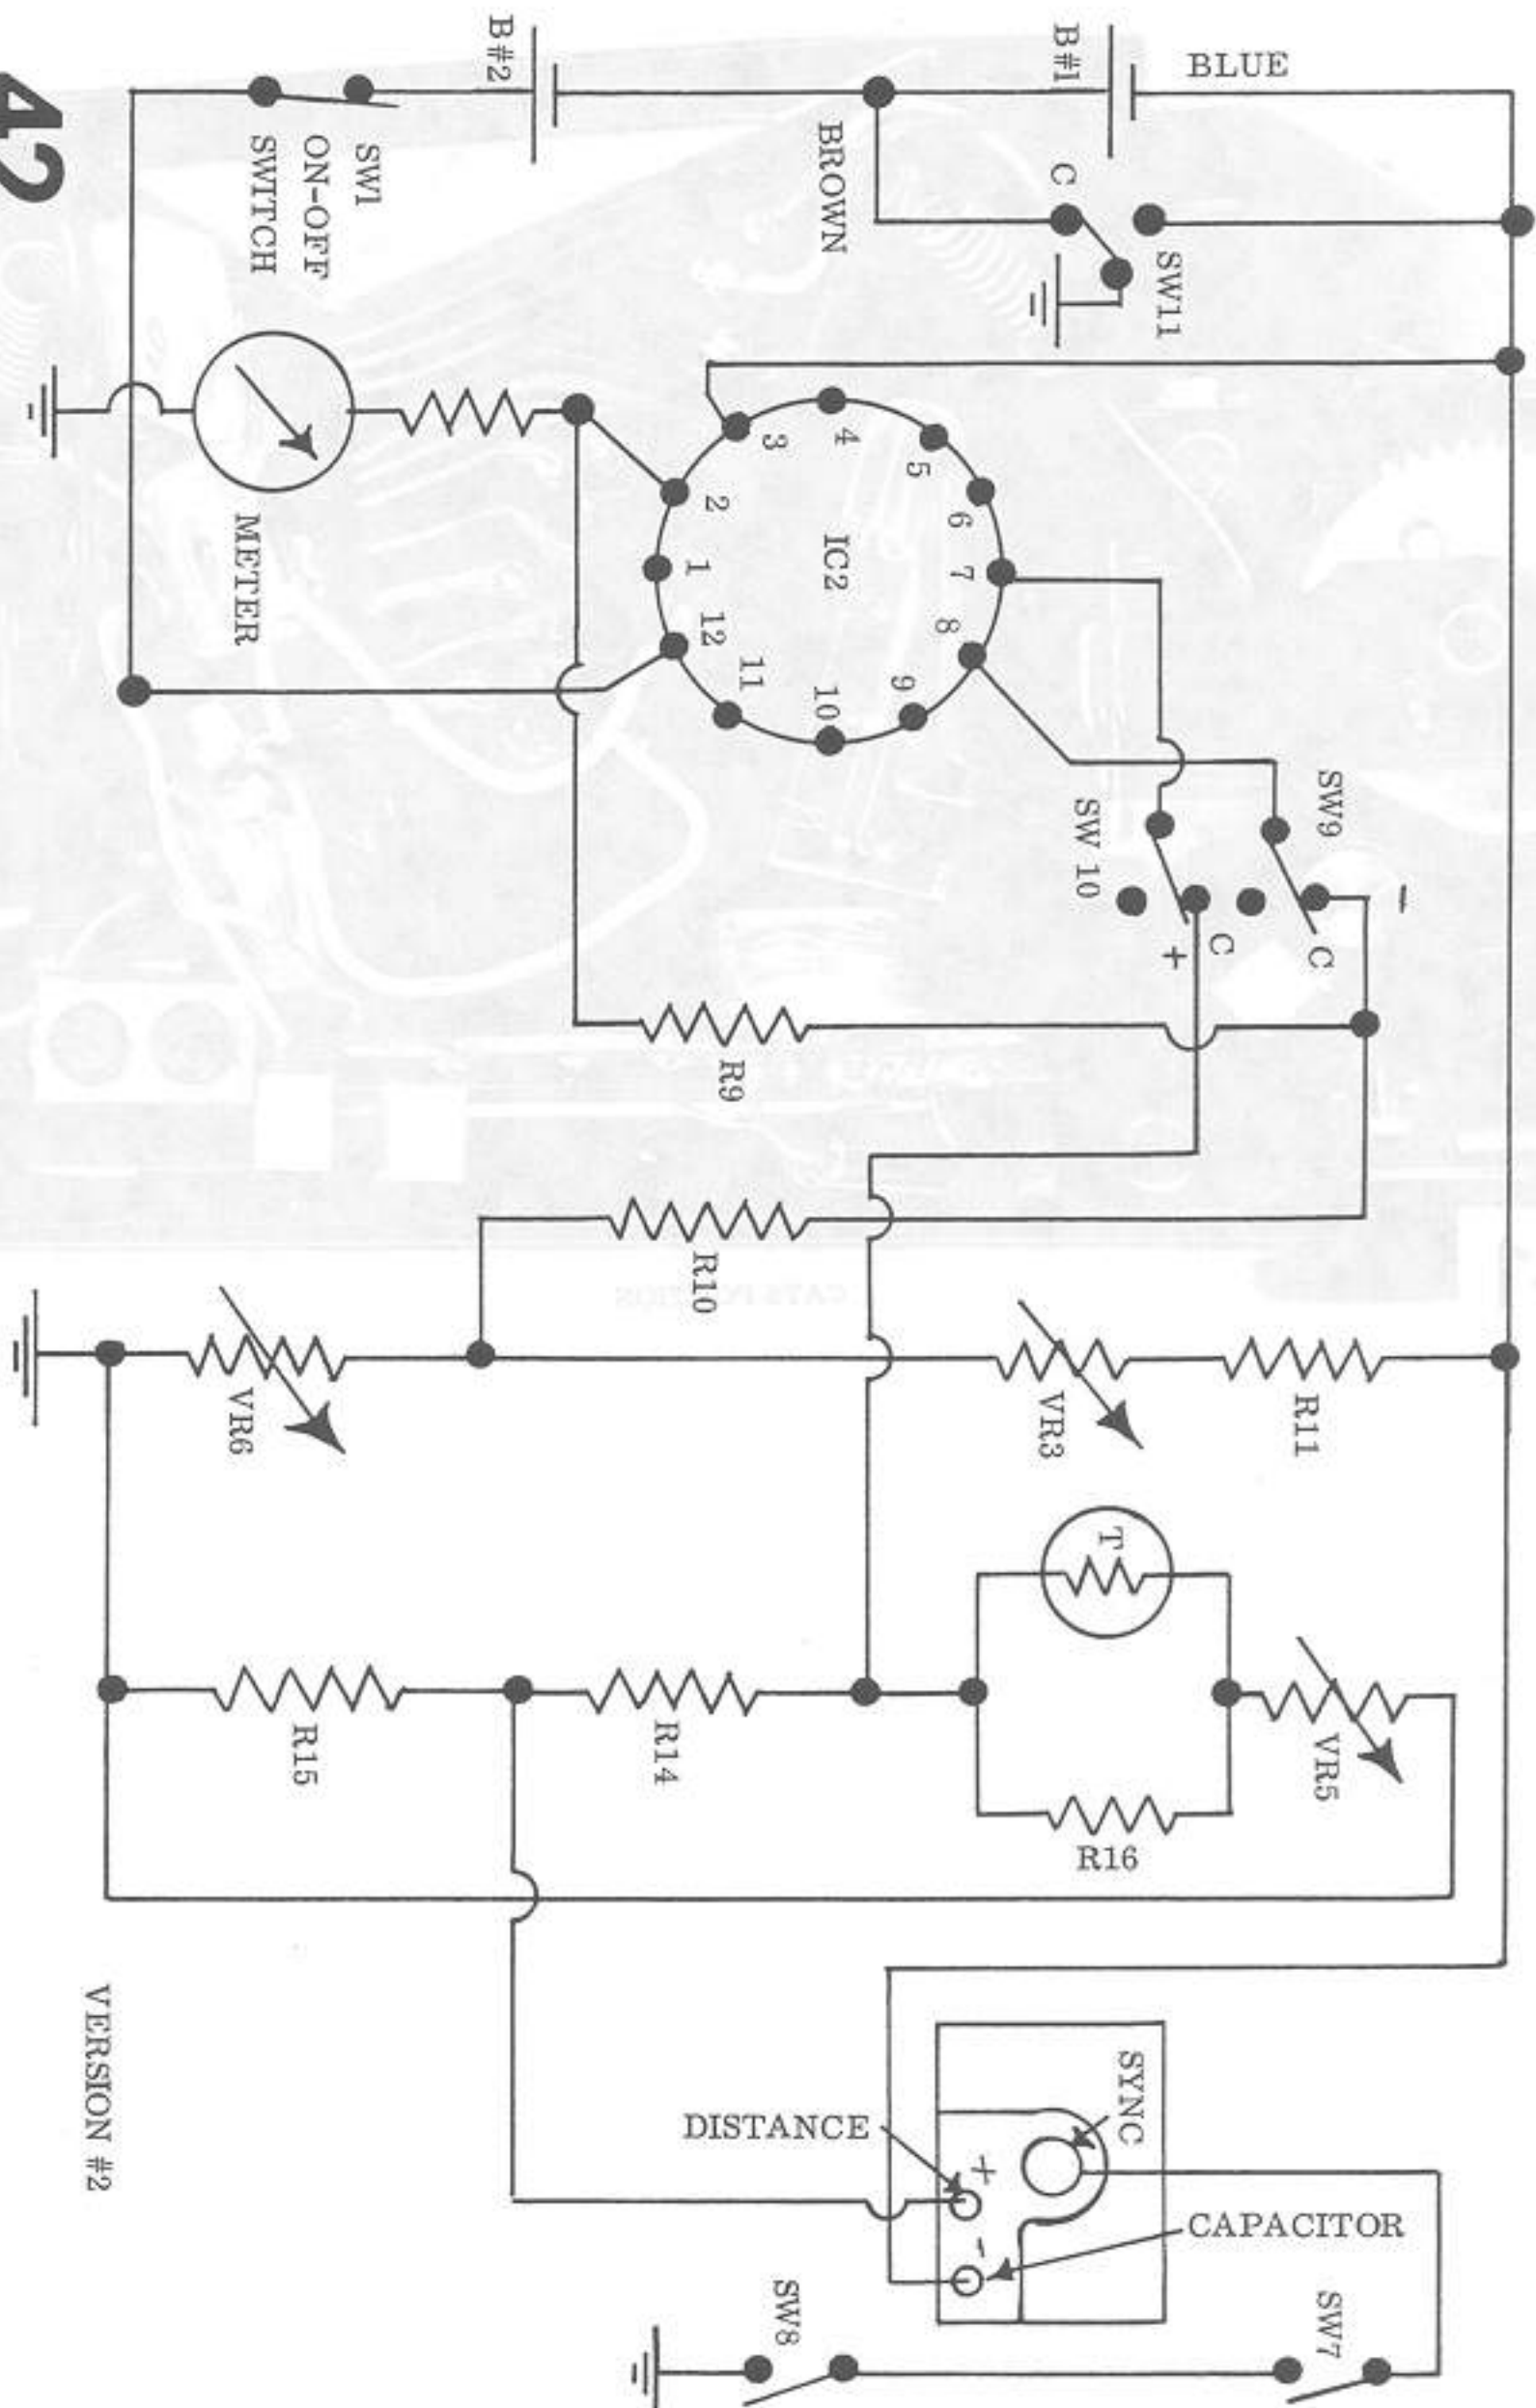 BLUE
B#1
B#2
C
SW11
BROWN
SW1
ON-OFF
SWITCH
METER
IC2
1
2
3
4
5
6
7
8
9
10
11
12
SW9
-
C
SW 10
C
+
R9
R10
R11
VR3
VR6
T
VR5
R16
R14
R15
SYNC
DISTANCE
+
-
CAPACITOR
SW7
SW8
VERSION #2
42